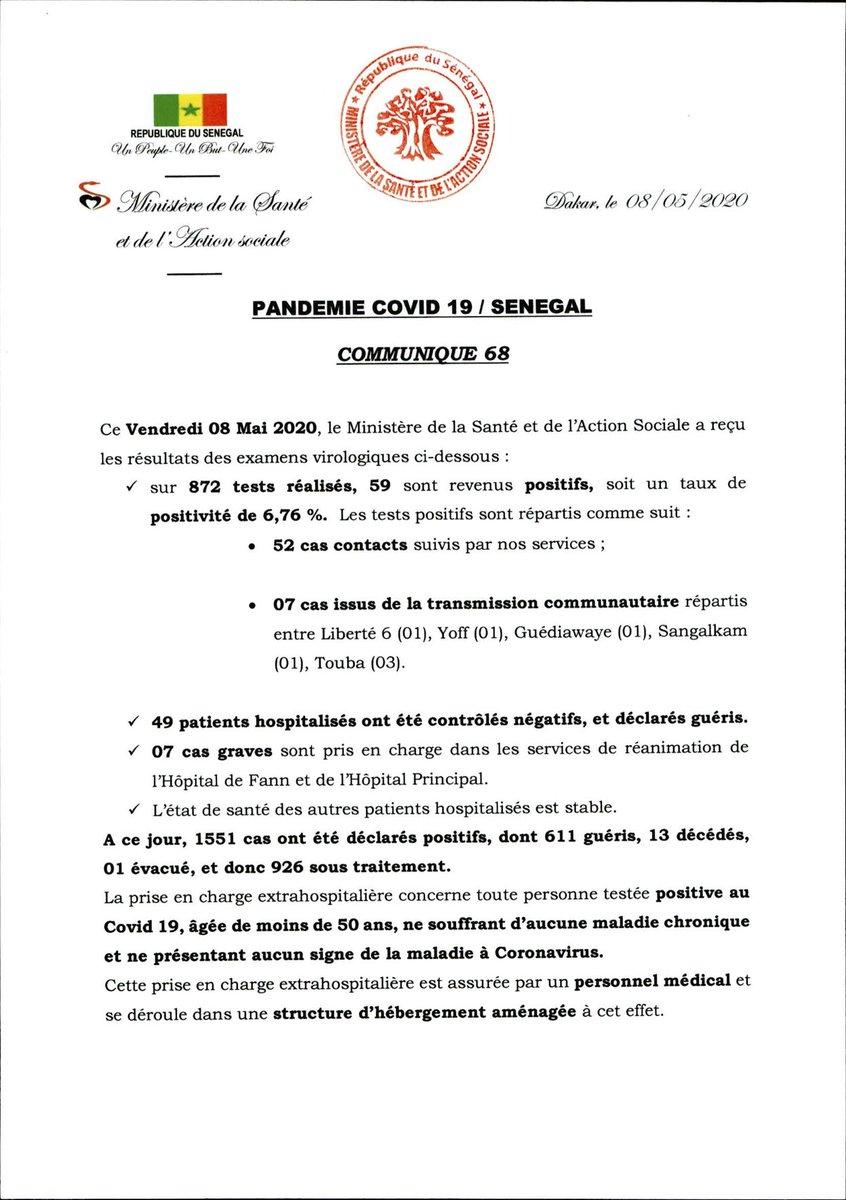 République du Sénégal
MINISTÈRE DE LA SANTÉ ET DE L'ACTION SOCIALE
REPUBLIQUE DU SENEGAL
Un Peuple - Un But - Une Foi
Ministère de la Santé
et de l'Action sociale
Dakar, le 08/05/2020
PANDEMIE COVID 19 / SENEGAL
COMMUNIQUE 68
Ce Vendredi 08 Mai 2020, le Ministère de la Santé et de l'Action Sociale a reçu
les résultats des examens virologiques ci-dessous :
✓ sur 872 tests réalisés, 59 sont revenus positifs, soit un taux de
positivité de 6,76 %. Les tests positifs sont répartis comme suit :
• 52 cas contacts suivis par nos services ;
• 07 cas issus de la transmission communautaire répartis
entre Liberté 6 (01), Yoff (01), Guédiawaye (01), Sangalkam
(01), Touba (03).
✓ 49 patients hospitalisés ont été contrôlés négatifs, et déclarés guéris.
✓ 07 cas graves sont pris en charge dans les services de réanimation de
l'Hôpital de Fann et de l'Hôpital Principal.
✓ L'état de santé des autres patients hospitalisés est stable.
A ce jour, 1551 cas ont été déclarés positifs, dont 611 guéris, 13 décédés,
01 évacué, et donc 926 sous traitement.
La prise en charge extrahospitalière concerne toute personne testée positive au
Covid 19, âgée de moins de 50 ans, ne souffrant d'aucune maladie chronique
et ne présentant aucun signe de la maladie à Coronavirus.
Cette prise en charge extrahospitalière est assurée par un personnel médical et
se déroule dans une structure d'hébergement aménagée à cet effet.